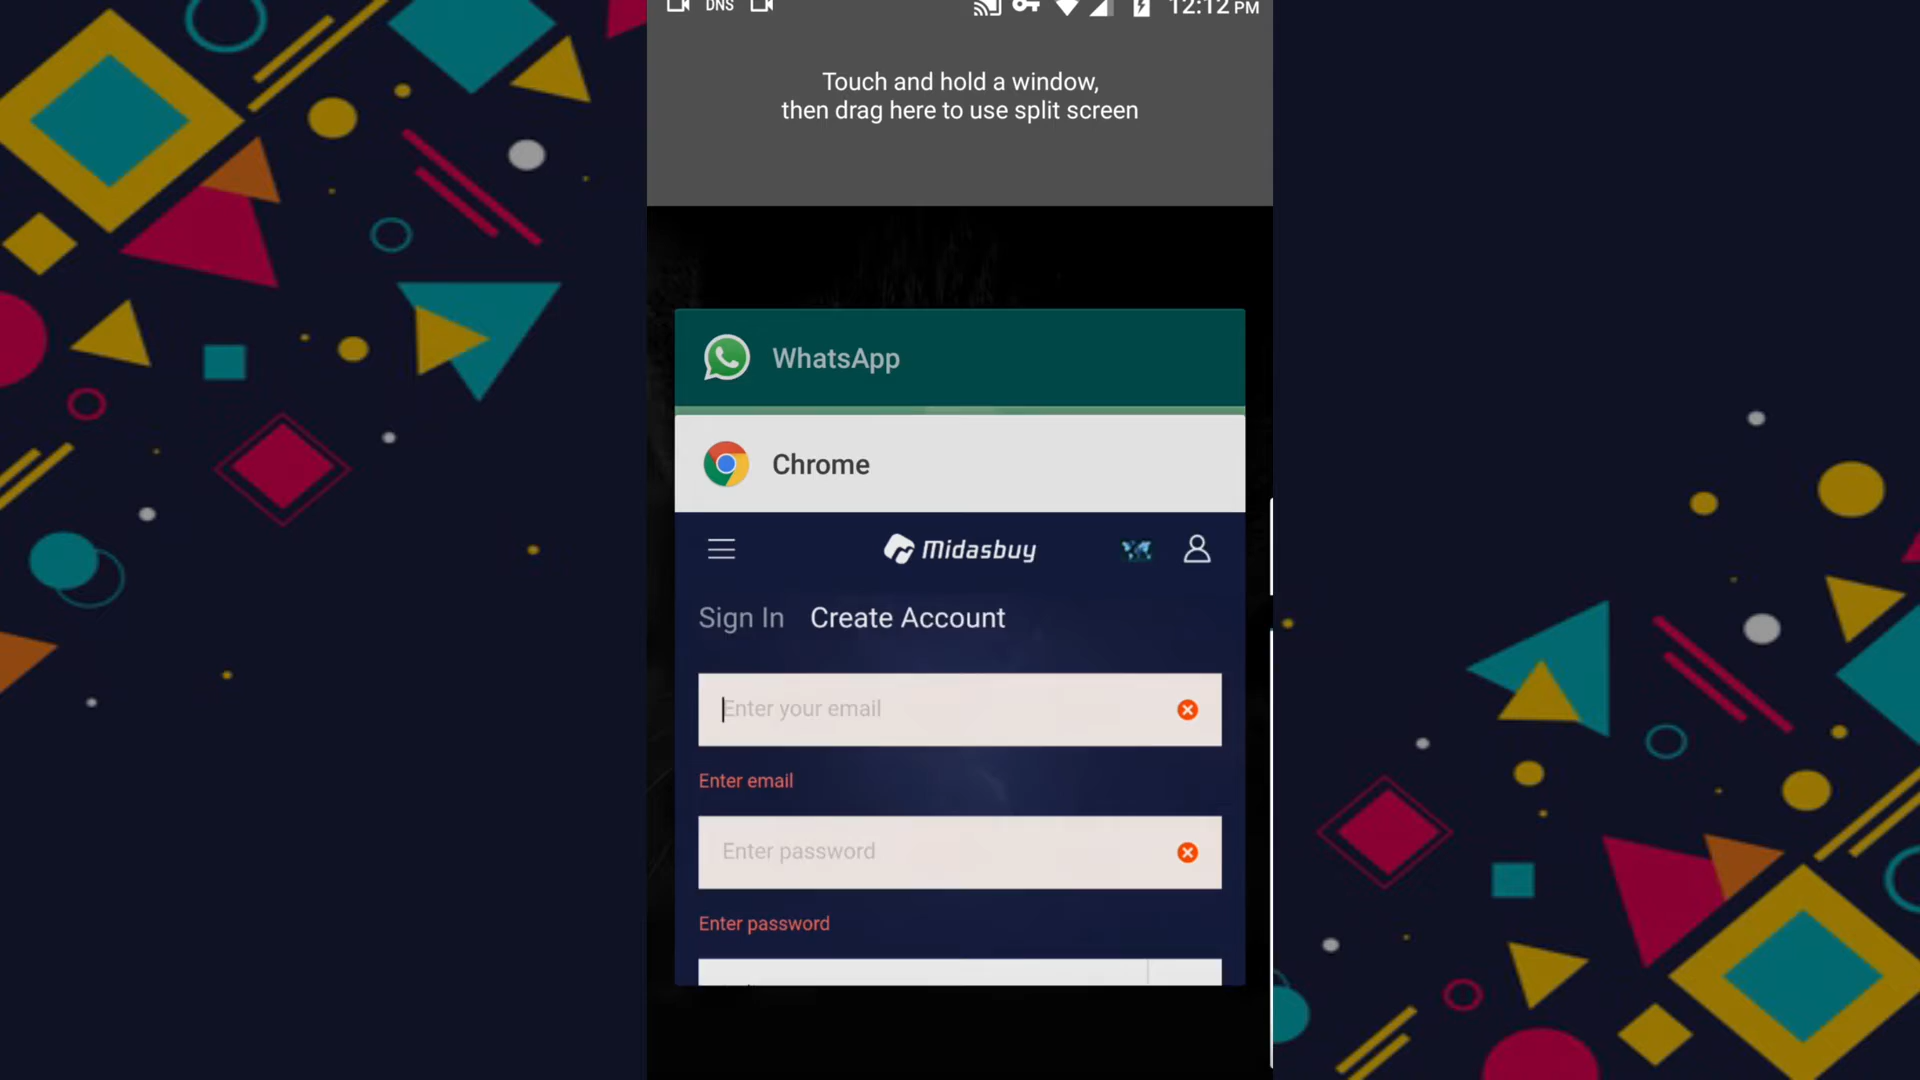 DNS
12:12 PM
Touch and hold a window,
then drag here to use split screen
WhatsApp
Chrome
Midasbuy
Sign In Create Account
Enter your email
Enter email
Enter password
Enter password